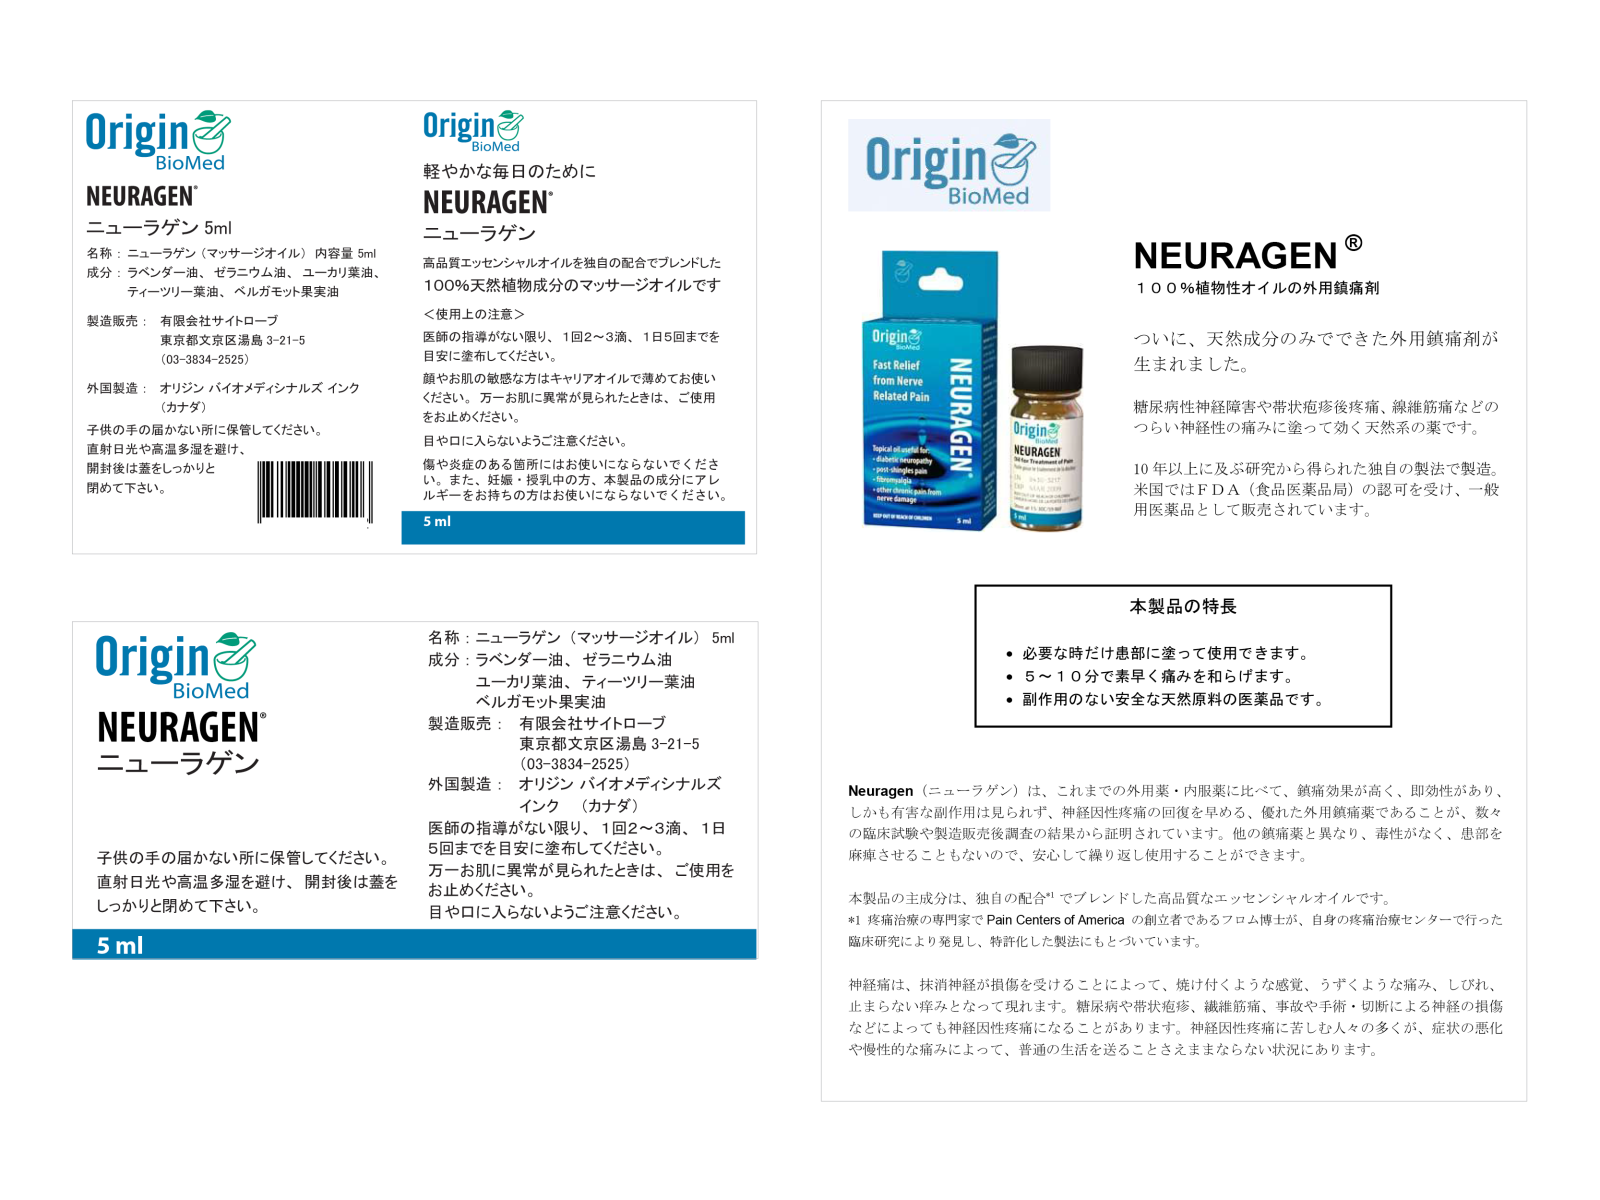 Origin
BioMed
NEURAGEN®
ニューラゲン 5ml
名称：ニューラゲン（マッサージオイル） 内容量 5ml
成分：ラベンダー油、ゼラニウム油、ユーカリ葉油、
ティーツリー葉油、ベルガモット果実油
製造販売： 有限会社サイトローブ
東京都文京区湯島 3-21-5
（03-3834-2525）
外国製造： オリジン バイオメディシナルズ インク
（カナダ）
子供の手の届かない所に保管してください。
直射日光や高温多湿を避け、
開封後は蓋をしっかりと
閉めて下さい。
Origin
BioMed
軽やかな毎日のために
NEURAGEN®
ニューラゲン
高品質エッセンシャルオイルを独自の配合でブレンドした
100%天然植物成分のマッサージオイルです
＜使用上の注意＞
医師の指導がない限り、1回2～3滴、1日5回までを
目安に塗布してください。
顔やお肌の敏感な方はキャリアオイルで薄めてお使い
ください。万一お肌に異常が見られたときは、ご使用
をお止めください。
目や口に入らないようご注意ください。
傷や炎症のある箇所にはお使いにならないでくださ
い。また、妊娠・授乳中の方、本製品の成分にアレ
ルギーをお持ちの方はお使いにならないでください。
5 ml
Origin
BioMed
NEURAGEN®
ニューラゲン
子供の手の届かない所に保管してください。
直射日光や高温多湿を避け、開封後は蓋を
しっかりと閉めて下さい。
名称：ニューラゲン（マッサージオイル） 5ml
成分：ラベンダー油、ゼラニウム油
ユーカリ葉油、ティーツリー葉油
ベルガモット果実油
製造販売： 有限会社サイトローブ
東京都文京区湯島 3-21-5
（03-3834-2525）
外国製造： オリジン バイオメディシナルズ
インク （カナダ）
医師の指導がない限り、1回2～3滴、1日
5回までを目安に塗布してください。
万一お肌に異常が見られたときは、ご使用を
お止めください。
目や口に入らないようご注意ください。
5 ml
Origin
BioMed
NEURAGEN®
１００％植物性オイルの外用鎮痛剤
ついに、天然成分のみでできた外用鎮痛剤が
生まれました。
糖尿病性神経障害や帯状疱疹後疼痛、線維筋痛などの
つらい神経性の痛みに塗って効く天然系の薬です。
10 年以上に及ぶ研究から得られた独自の製法で製造。
米国ではＦＤＡ（食品医薬品局）の認可を受け、一般
用医薬品として販売されています。
Origin
BioMed
Fast Relief
from Nerve
Related Pain
NEURAGEN®
Topical oil useful for:
• diabetic neuropathy
• post-shingles pain
• fibromyalgia
• other chronic pain from
nerve damage
KEEP OUT OF REACH OF CHILDREN
5 ml
Origin
BioMed
NEURAGEN
Oil For Treatment of Pain
5 ml
本製品の特長
• 必要な時だけ患部に塗って使用できます。
• ５～１０分で素早く痛みを和らげます。
• 副作用のない安全な天然原料の医薬品です。
Neuragen（ニューラゲン）は、これまでの外用薬・内服薬に比べて、鎮痛効果が高く、即効性があり、
しかも有害な副作用は見られず、神経因性疼痛の回復を早める、優れた外用鎮痛薬であることが、数々
の臨床試験や製造販売後調査の結果から証明されています。他の鎮痛薬と異なり、毒性がなく、患部を
麻痺させることもないので、安心して繰り返し使用することができます。
本製品の主成分は、独自の配合*1 でブレンドした高品質なエッセンシャルオイルです。
*1 疼痛治療の専門家で Pain Centers of America の創立者であるフロム博士が、自身の疼痛治療センターで行った
臨床研究により発見し、特許化した製法にもとづいています。
神経痛は、抹消神経が損傷を受けることによって、焼け付くような感覚、うずくような痛み、しびれ、
止まらない痒みとなって現れます。糖尿病や帯状疱疹、繊維筋痛、事故や手術・切断による神経の損傷
などによっても神経因性疼痛になることがあります。神経因性疼痛に苦しむ人々の多くが、症状の悪化
や慢性的な痛みによって、普通の生活を送ることさえままならない状況にあります。